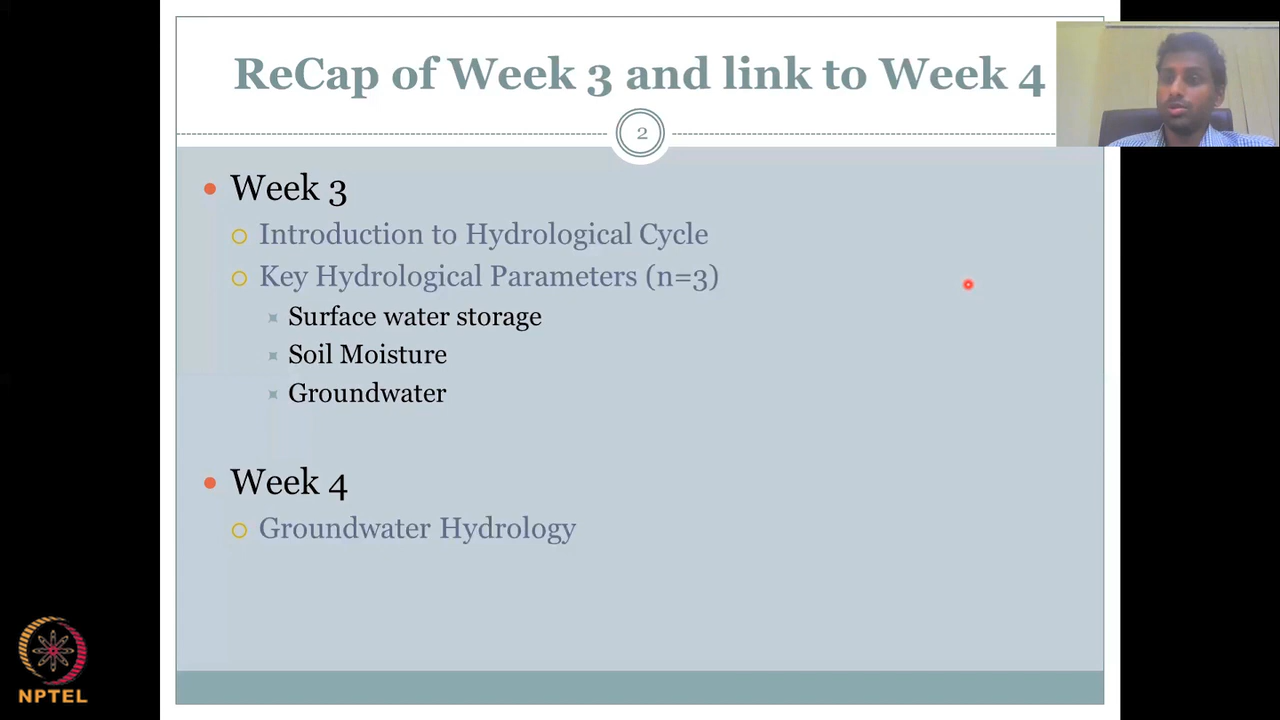 ReCap of Week 3 and link to Week 4
2
Week 3
Introduction to Hydrological Cycle
Key Hydrological Parameters (n=3)
Surface water storage
Soil Moisture
Groundwater
Week 4
Groundwater Hydrology
NPTEL